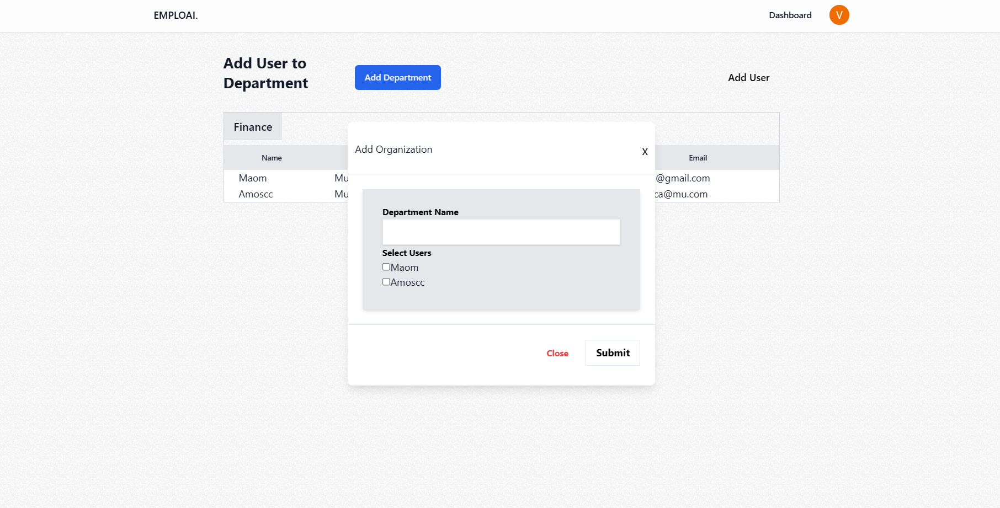 EMPLOAI.
Dashboard
V
Add User to
Department
Add Department
Add User
Finance
Name
Email
Maom
Mu
@gmail.com
Amoscc
Mu
ca@mu.com
Add Organization
X
Department Name
Select Users
Maom
Amoscc
Close
Submit